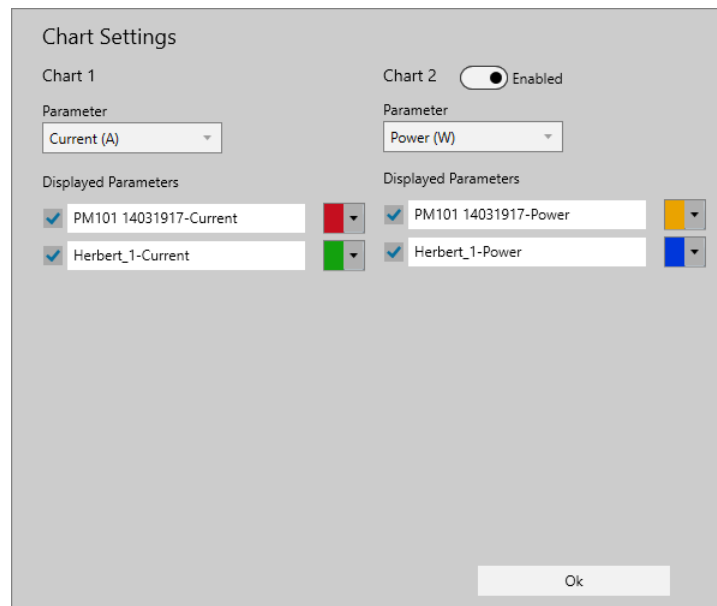 Chart Settings
Chart 1
Parameter
Current (A)
Displayed Parameters
PM101 14031917-Current
Herbert_1-Current
Chart 2
Enabled
Parameter
Power (W)
Displayed Parameters
PM101 14031917-Power
Herbert_1-Power
Ok